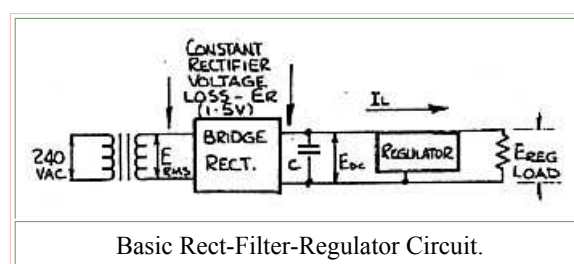 CONSTANT
RECTIFIER
VOLTAGE
LOSS - ER
(1.5V)
IL
240
VAC
E
RMS
BRIDGE
RECT.
C
EDC
REGULATOR
EREG
LOAD
Basic Rect-Filter-Regulator Circuit.